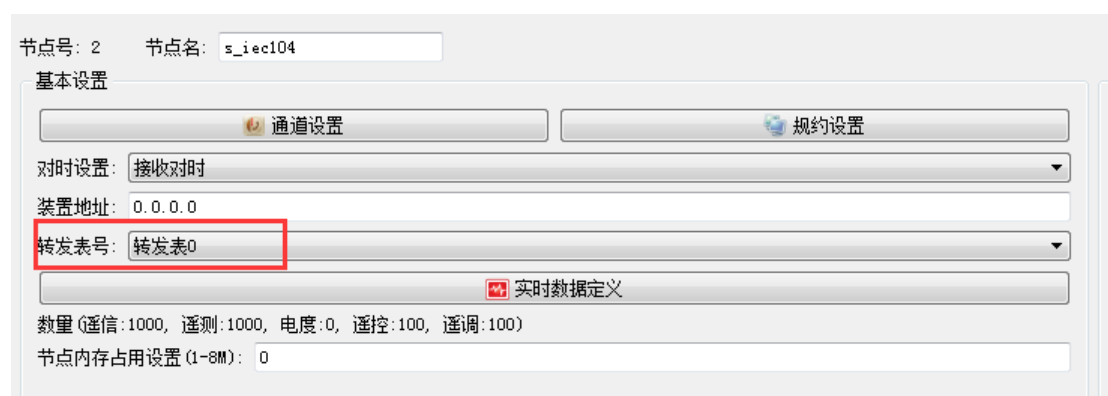 节点号: 2 节点名: s_iec104
基本设置
通道设置 规约设置
对时设置: 接收对时
装置地址: 0.0.0.0
转发表号: 转发表0
实时数据定义
数量(遥信:1000, 遥测:1000, 电度:0, 遥控:100, 遥调:100)
节点内存占用设置(1-8M): 0